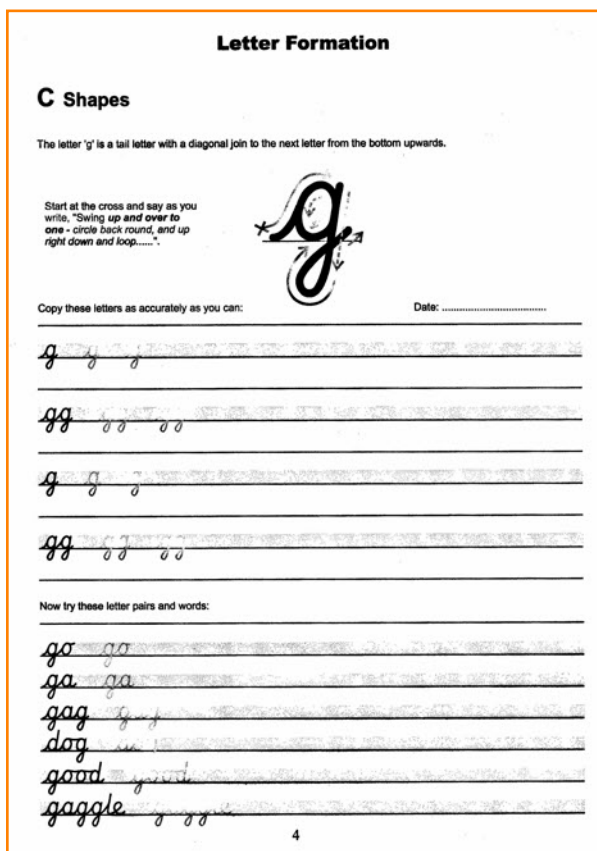 Letter Formation
C Shapes
The letter 'g' is a tail letter with a diagonal join to the next letter from the bottom upwards.
Start at the cross and say as you
write, "Swing up and over to
one - circle back round, and up
right down and loop......".
g
Copy these letters as accurately as you can:
Date: ....................................
g
gg
g
gg
Now try these letter pairs and words:
go go
ga ga
gag
dog
good
gaggle
4